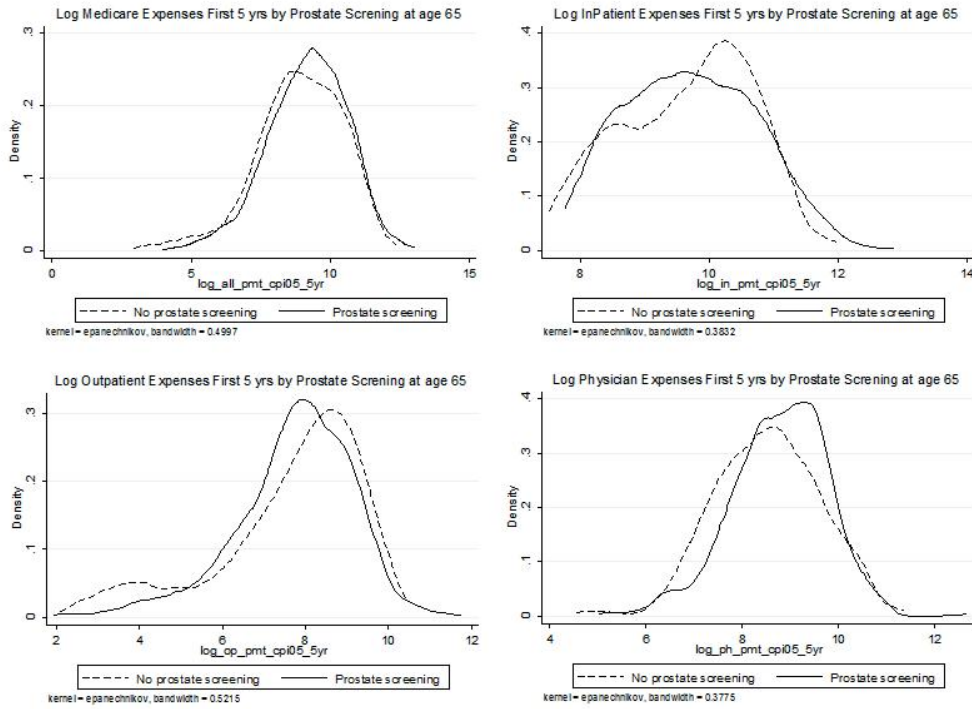 Log Medicare Expenses First 5 yrs by Prostate Screning at age 65
.3
.2
.1
0
Density
0 5 10 15
log_all_pmt_cpi05_5yr
No prostate screening Prostate screening
kernel = epanechnikov, bandwidth = 0.4997
Log InPatient Expenses First 5 yrs by Prostate Screning at age 65
.4
.3
.2
.1
0
Density
8 10 12 14
log_in_pmt_cpi05_5yr
No prostate screening Prostate screening
kernel = epanechnikov, bandwidth = 0.3832
Log Outpatient Expenses First 5 yrs by Prostate Screning at age 65
.3
.2
.1
0
Density
2 4 6 8 10 12
log_op_pmt_cpi05_5yr
No prostate screening Prostate screening
kernel = epanechnikov, bandwidth = 0.5215
Log Physician Expenses First 5 yrs by Prostate Screning at age 65
.4
.3
.2
.1
0
Density
4 6 8 10 12
log_ph_pmt_cpi05_5yr
No prostate screening Prostate screening
kernel = epanechnikov, bandwidth = 0.3775